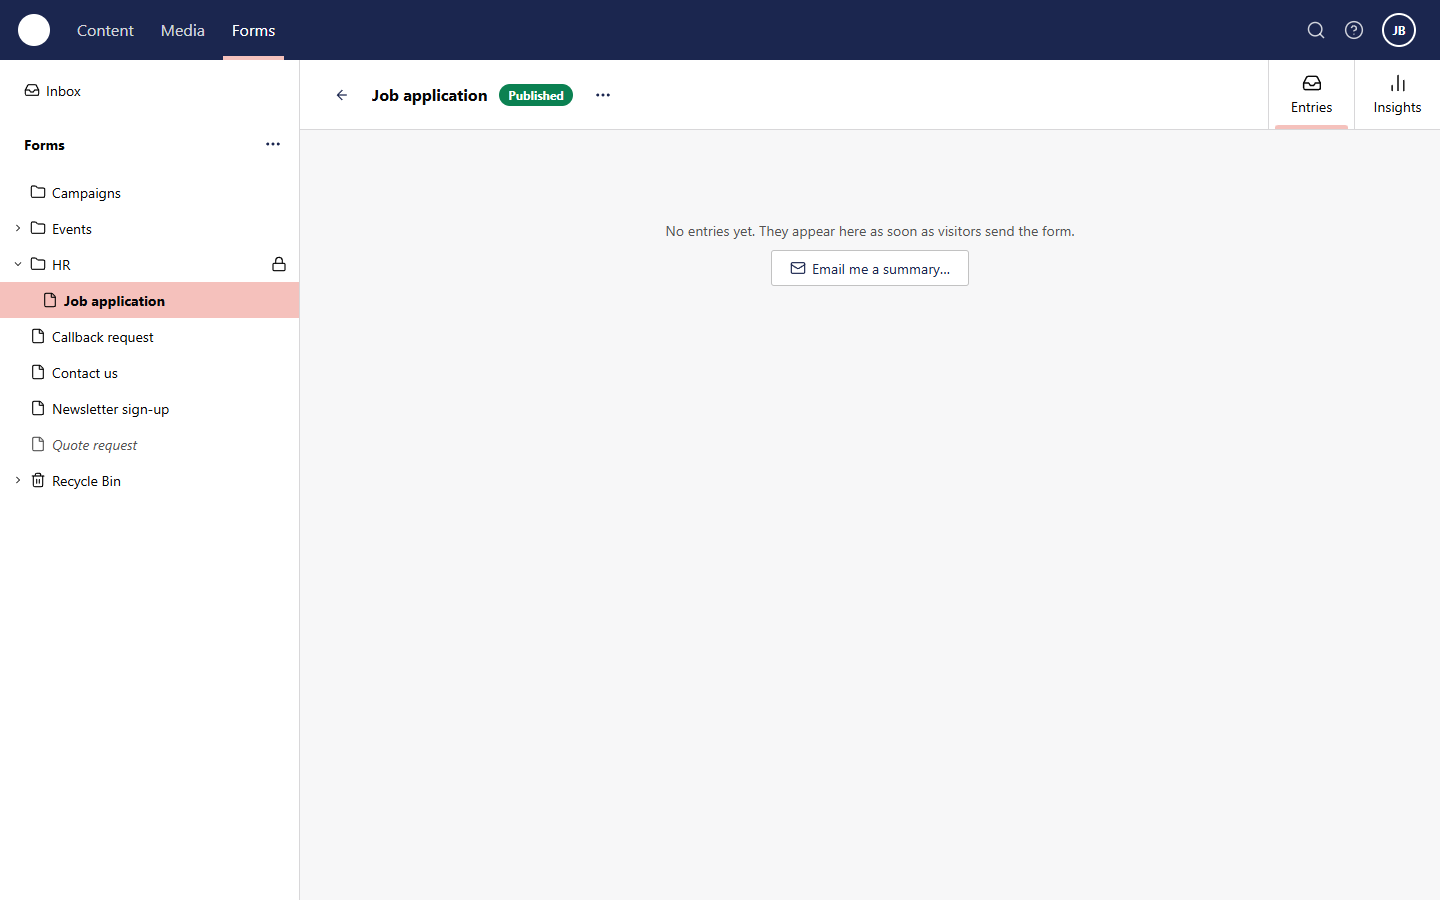 Content Media Forms JB
Inbox
Forms
Campaigns
Events
HR
Job application
Callback request
Contact us
Newsletter sign-up
Quote request
Recycle Bin
Job application Published
Entries
Insights
No entries yet. They appear here as soon as visitors send the form.
Email me a summary...